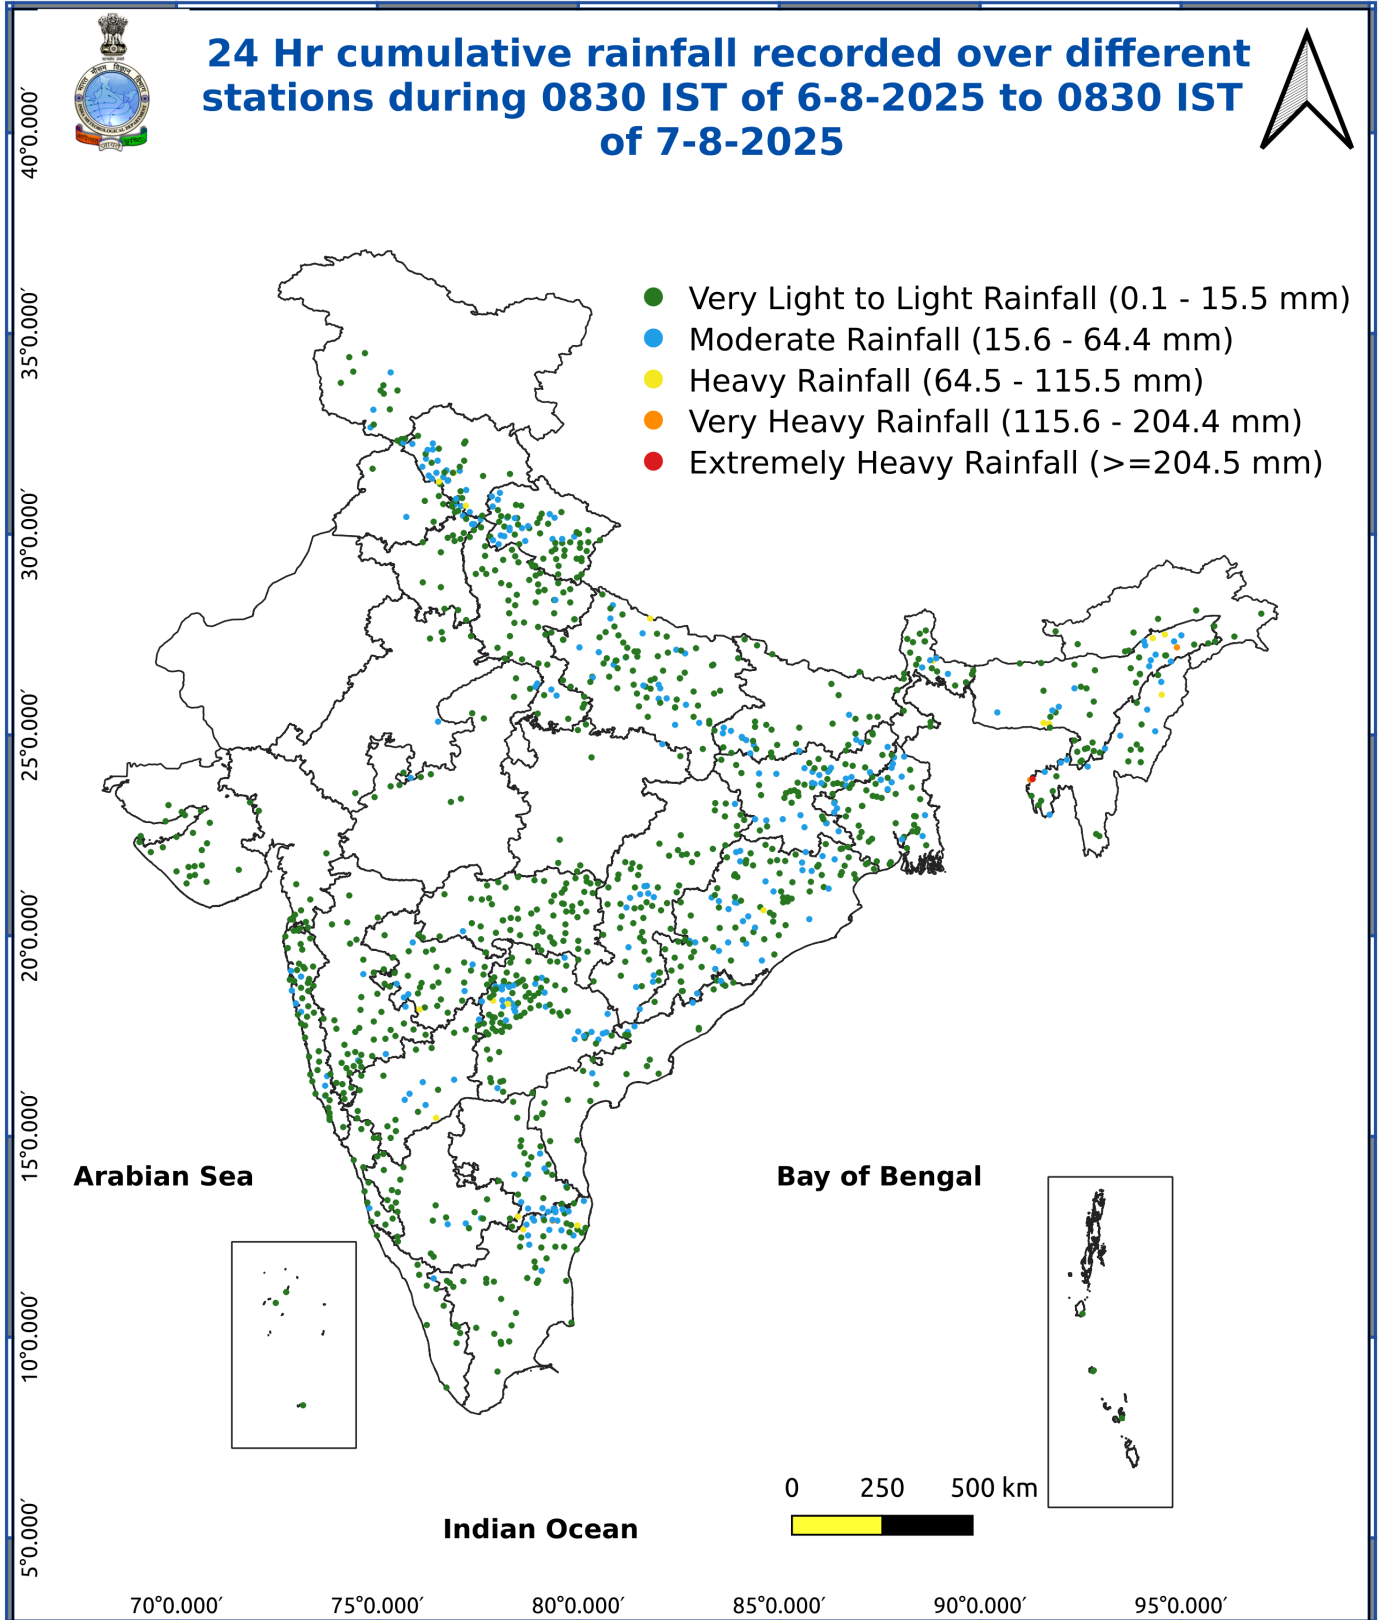 24 Hr cumulative rainfall recorded over different
stations during 0830 IST of 6-8-2025 to 0830 IST
of 7-8-2025
Very Light to Light Rainfall (0.1 - 15.5 mm)
Moderate Rainfall (15.6 - 64.4 mm)
Heavy Rainfall (64.5 - 115.5 mm)
Very Heavy Rainfall (115.6 - 204.4 mm)
Extremely Heavy Rainfall (>=204.5 mm)
40°0.000′
35°0.000′
30°0.000′
25°0.000′
20°0.000′
15°0.000′
10°0.000′
5°0.000′
Arabian Sea
Bay of Bengal
Indian Ocean
0 250 500 km
70°0.000′ 75°0.000′ 80°0.000′ 85°0.000′ 90°0.000′ 95°0.000′